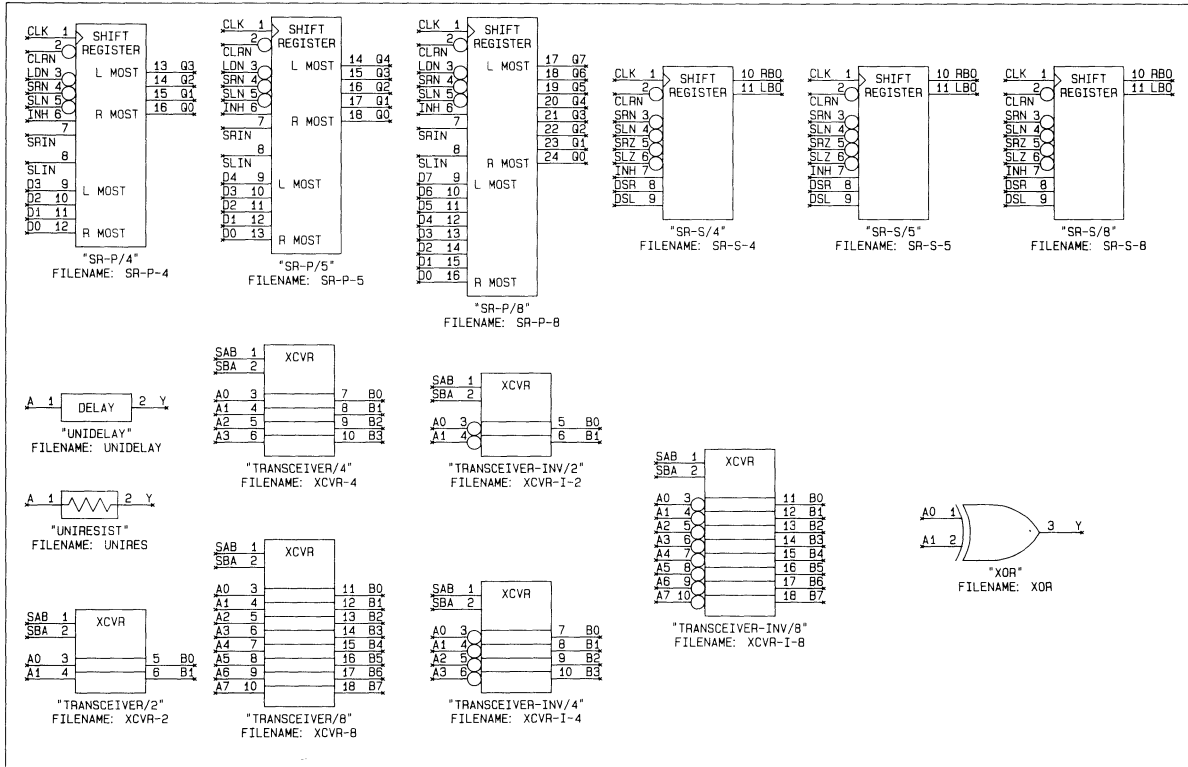 CLK 1 SHIFT
2 REGISTER
CLRN
LDN 3 L MOST 13 Q3
SRN 4 14 Q2
SLN 5 15 Q1
INH 6 R MOST 16 Q0
7
SRIN
8
SLIN
D3 9 L MOST
D2 10
D1 11
D0 12 R MOST
"SR-P/4"
FILENAME: SR-P-4
CLK 1 SHIFT
2 REGISTER
CLRN
LDN 3 L MOST 14 Q4
SRN 4 15 Q3
SLN 5 16 Q2
INH 6 17 Q1
7 R MOST 18 Q0
SRIN
8
SLIN
D4 9 L MOST
D3 10
D2 11
D1 12
D0 13 R MOST
"SR-P/5"
FILENAME: SR-P-5
CLK 1 SHIFT
2 REGISTER
CLRN
LDN 3 L MOST 17 Q7
SRN 4 18 Q6
SLN 5 19 Q5
INH 6 20 Q4
7 21 Q3
SRIN 22 Q2
8 23 Q1
SLIN R MOST 24 Q0
D7 9 L MOST
D6 10
D5 11
D4 12
D3 13
D2 14
D1 15
D0 16 R MOST
"SR-P/8"
FILENAME: SR-P-8
CLK 1 SHIFT 10 RBO
2 REGISTER 11 LBO
CLRN
SRN 3
SLN 4
SRZ 5
SLZ 6
INH 7
DSR 8
DSL 9
"SR-S/4"
FILENAME: SR-S-4
CLK 1 SHIFT 10 RBO
2 REGISTER 11 LBO
CLRN
SRN 3
SLN 4
SRZ 5
SLZ 6
INH 7
DSR 8
DSL 9
"SR-S/5"
FILENAME: SR-S-5
CLK 1 SHIFT 10 RBO
2 REGISTER 11 LBO
CLRN
SRN 3
SLN 4
SRZ 5
SLZ 6
INH 7
DSR 8
DSL 9
"SR-S/8"
FILENAME: SR-S-8
A 1 DELAY 2 Y
"UNIDELAY"
FILENAME: UNIDELAY
A 1 2 Y
"UNIRESIST"
FILENAME: UNIRES
SAB 1 XCVR
SBA 2
A0 3 5 B0
A1 4 6 B1
"TRANSCEIVER/2"
FILENAME: XCVR-2
SAB 1 XCVR
SBA 2
A0 3 7 B0
A1 4 8 B1
A2 5 9 B2
A3 6 10 B3
"TRANSCEIVER/4"
FILENAME: XCVR-4
SAB 1 XCVR
SBA 2
A0 3 11 B0
A1 4 12 B1
A2 5 13 B2
A3 6 14 B3
A4 7 15 B4
A5 8 16 B5
A6 9 17 B6
A7 10 18 B7
"TRANSCEIVER/8"
FILENAME: XCVR-8
SAB 1 XCVR
SBA 2
A0 3 5 B0
A1 4 6 B1
"TRANSCEIVER-INV/2"
FILENAME: XCVR-I-2
SAB 1 XCVR
SBA 2
A0 3 7 B0
A1 4 8 B1
A2 5 9 B2
A3 6 10 B3
"TRANSCEIVER-INV/4"
FILENAME: XCVR-I-4
SAB 1 XCVR
SBA 2
A0 3 11 B0
A1 4 12 B1
A2 5 13 B2
A3 6 14 B3
A4 7 15 B4
A5 8 16 B5
A6 9 17 B6
A7 10 18 B7
"TRANSCEIVER-INV/8"
FILENAME: XCVR-I-8
A0 1 3 Y
A1 2
"XOR"
FILENAME: XOR